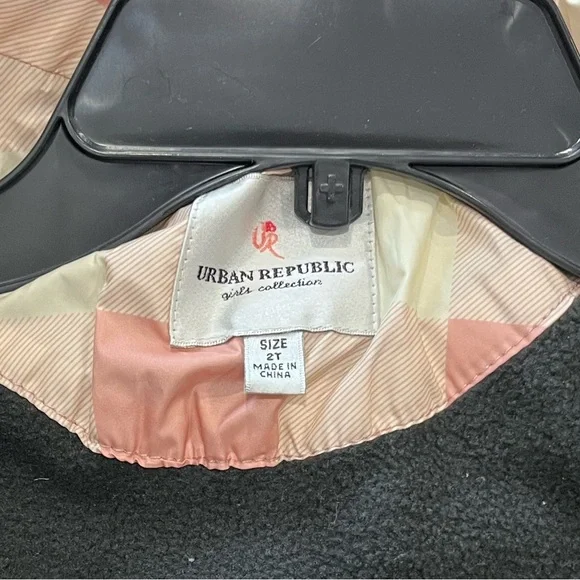 UR
URBAN REPUBLIC
girls collection
SIZE
2T
MADE IN
CHINA